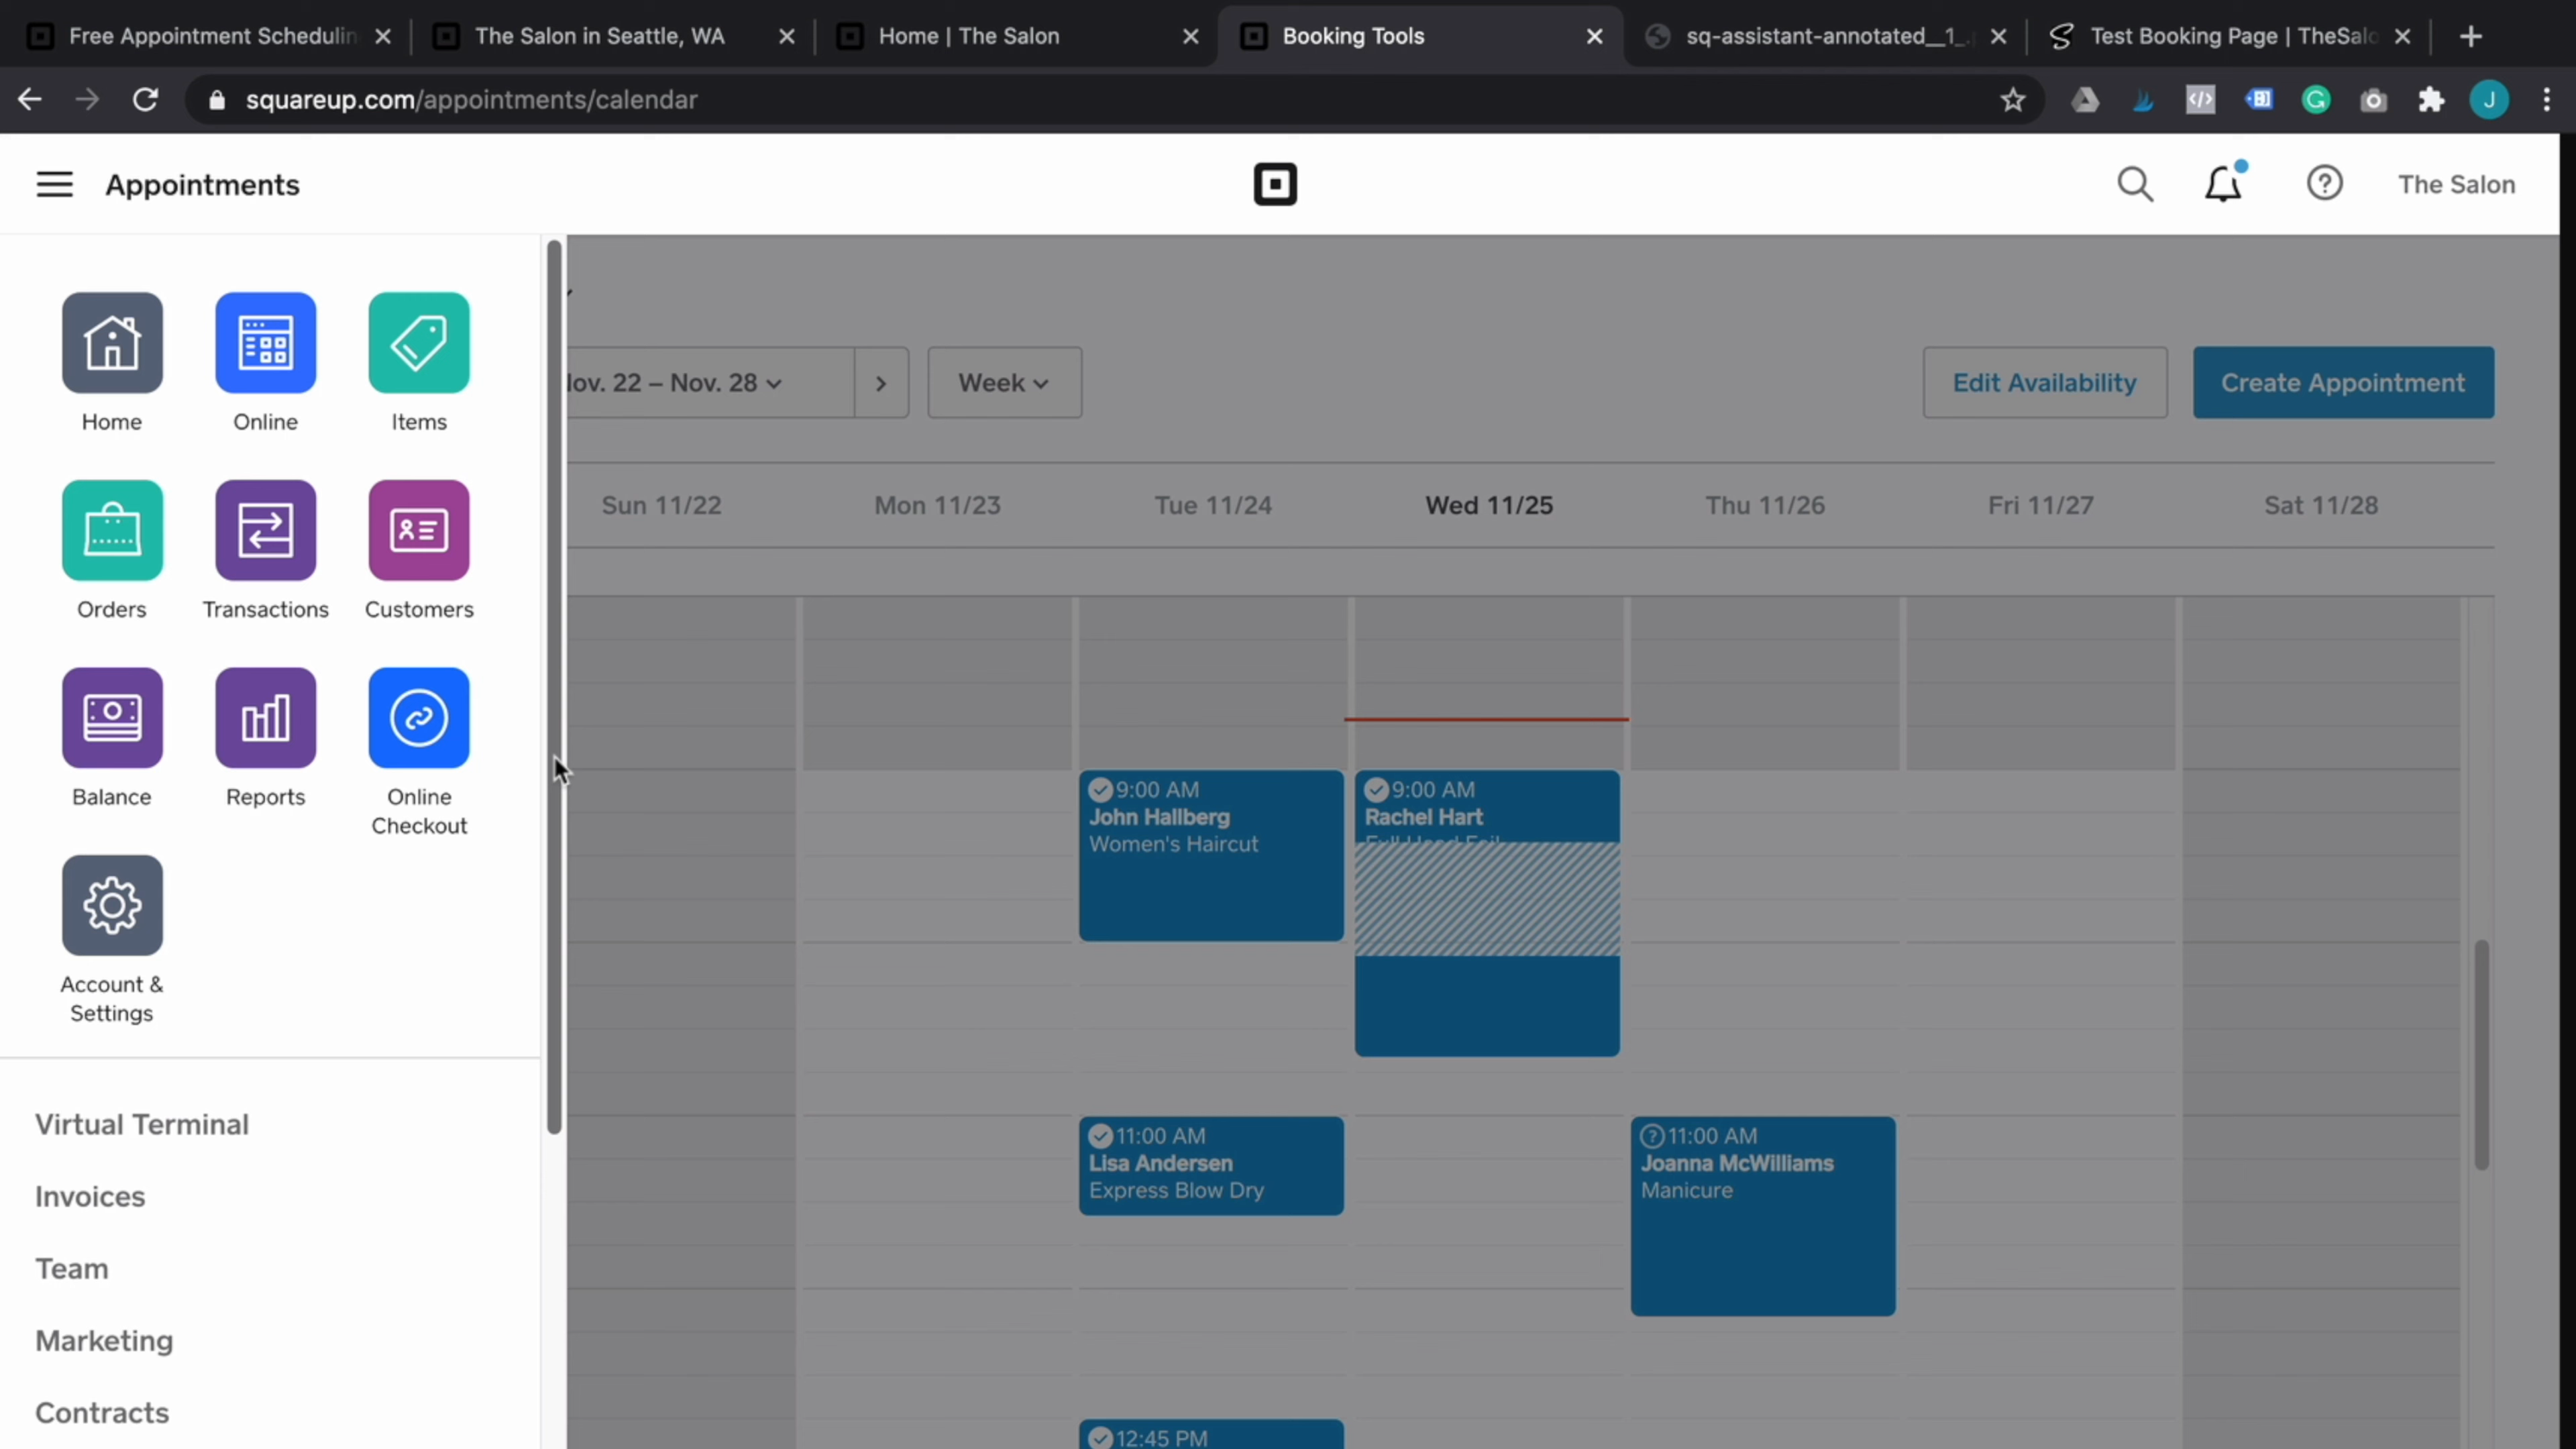 Free Appointment Schedulin
The Salon in Seattle, WA
Home | The Salon
Booking Tools
sq-assistant-annotated__1_.
Test Booking Page | TheSalo
squareup.com/appointments/calendar
J
Appointments
The Salon
Home
Online
Items
Orders
Transactions
Customers
Balance
Reports
Online
Checkout
Account &
Settings
Virtual Terminal
Invoices
Team
Marketing
Contracts
ov. 22 – Nov. 28
Week
Edit Availability
Create Appointment
Sun 11/22
Mon 11/23
Tue 11/24
Wed 11/25
Thu 11/26
Fri 11/27
Sat 11/28
9:00 AM
John Hallberg
Women's Haircut
9:00 AM
Rachel Hart
11:00 AM
Lisa Andersen
Express Blow Dry
11:00 AM
Joanna McWilliams
Manicure
12:45 PM